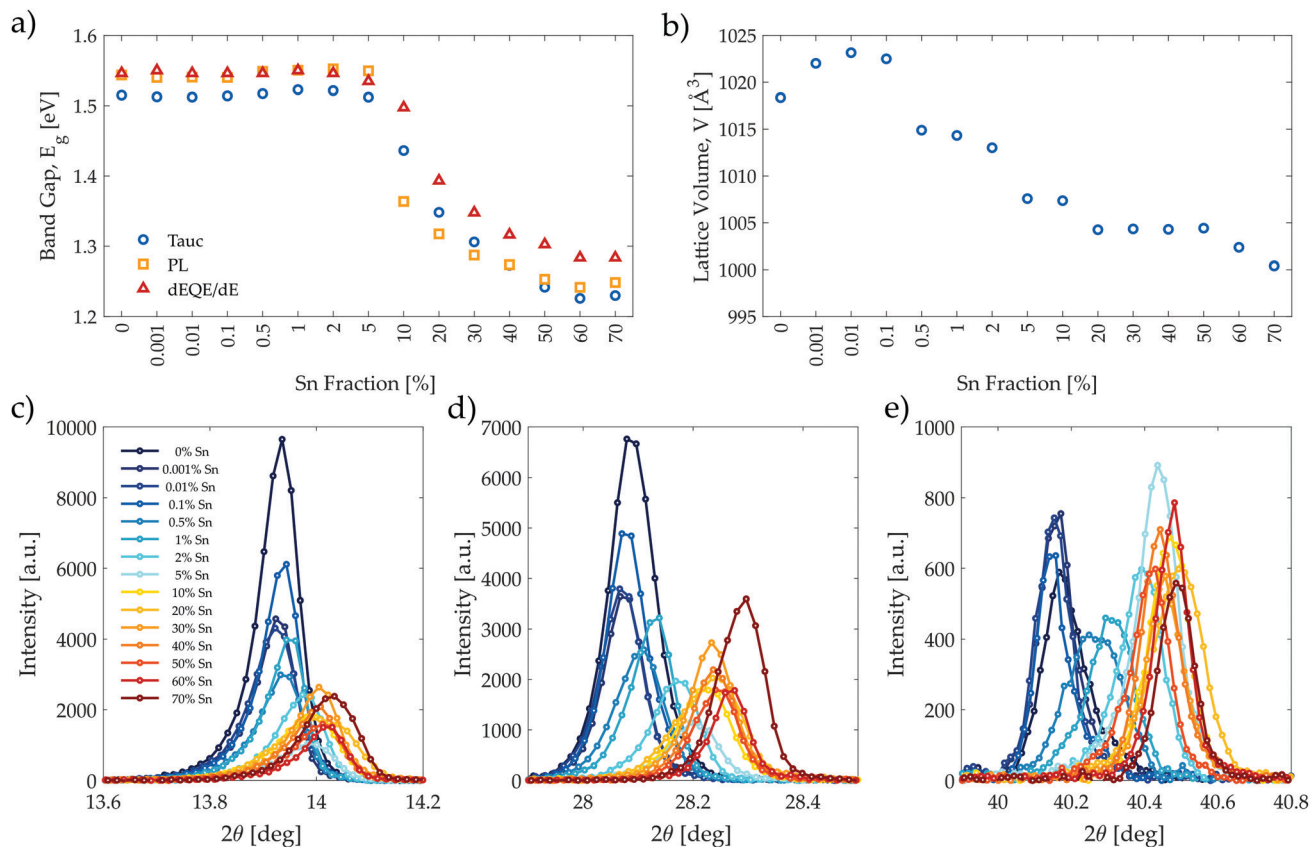 a)
Band Gap, E_g [eV]
1.6
1.5
1.4
1.3
1.2
Tauc
PL
dEQE/dE
0
0.001
0.01
0.1
0.5
1
2
5
10
20
30
40
50
60
70
Sn Fraction [%]
b)
Lattice Volume, V [Å³]
1025
1020
1015
1010
1005
1000
995
0
0.001
0.01
0.1
0.5
1
2
5
10
20
30
40
50
60
70
Sn Fraction [%]
c)
Intensity [a.u.]
10000
8000
6000
4000
2000
0
0% Sn
0.001% Sn
0.01% Sn
0.1% Sn
0.5% Sn
1% Sn
2% Sn
5% Sn
10% Sn
20% Sn
30% Sn
40% Sn
50% Sn
60% Sn
70% Sn
13.6
13.8
14
14.2
2θ [deg]
d)
Intensity [a.u.]
7000
6000
5000
4000
3000
2000
1000
0
28
28.2
28.4
2θ [deg]
e)
Intensity [a.u.]
1000
800
600
400
200
0
40
40.2
40.4
40.6
40.8
2θ [deg]